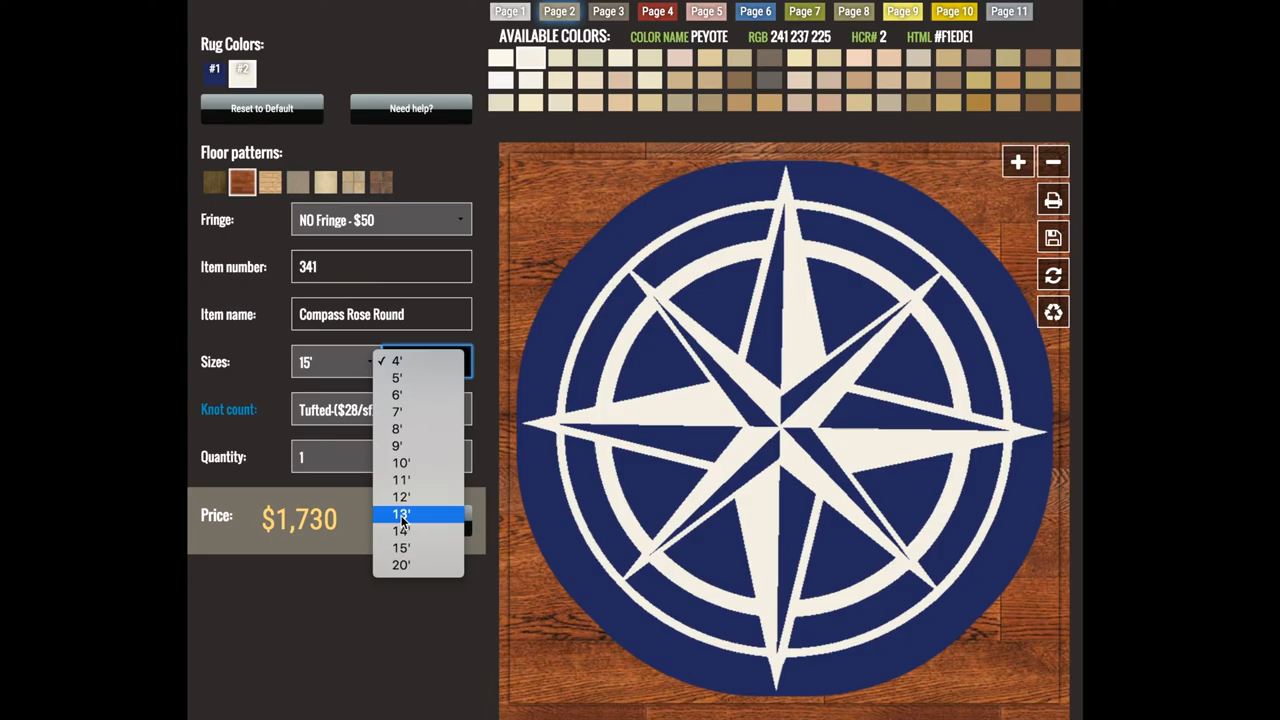 Page 1 Page 2 Page 3 Page 4 Page 5 Page 6 Page 7 Page 8 Page 9 Page 10 Page 11
AVAILABLE COLORS: COLOR NAME PEYOTE RGB 241 237 225 HCR# 2 HTML #F1EDE1
Rug Colors:
#1 #2
Reset to Default Need help?
Floor patterns:
Fringe: NO Fringe - $50
Item number: 341
Item name: Compass Rose Round
Sizes: 15'
✓ 4'
5'
6'
7'
8'
9'
10'
11'
12'
13'
14'
15'
20'
Knot count: Tufted-($28/sf
Quantity: 1
Price: $1,730